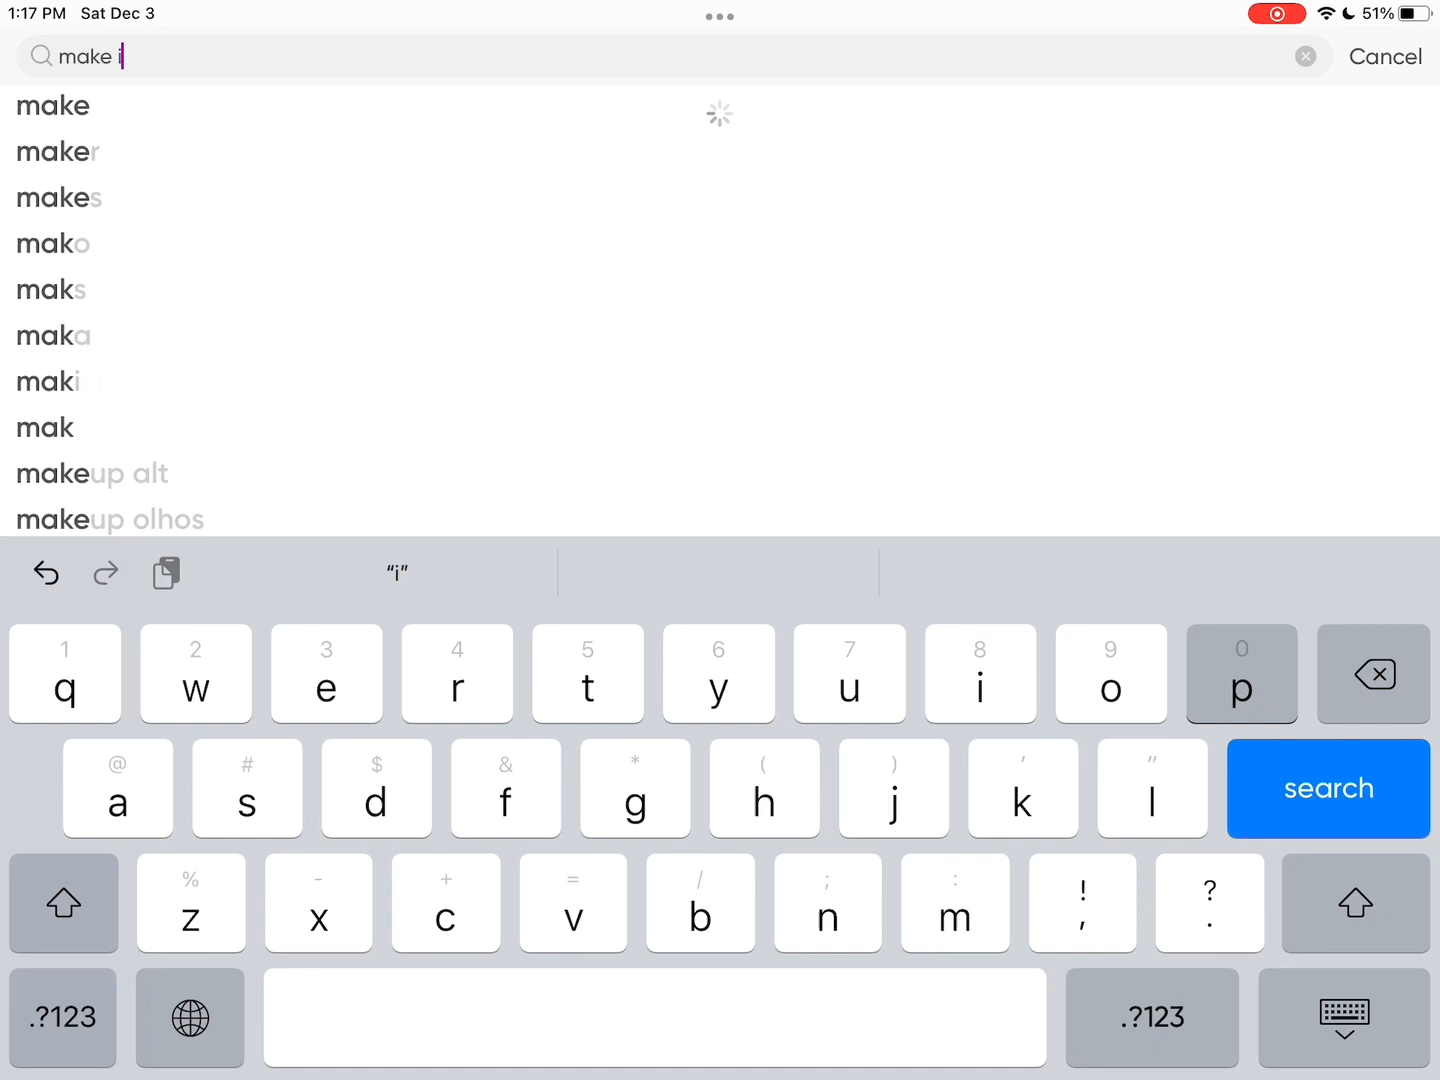 1:17 PM Sat Dec 3
51%
make i
Cancel
make
maker
makes
mako
maks
maka
maki
mak
makeup alt
makeup olhos
“i”
1 2 3 4 5 6 7 8 9 0
q w e r t y u i o p
@ # $ & * ( ) ' "
a s d f g h j k l search
% - + = / ; : ! ?
z x c v b n m , .
.?123 .?123